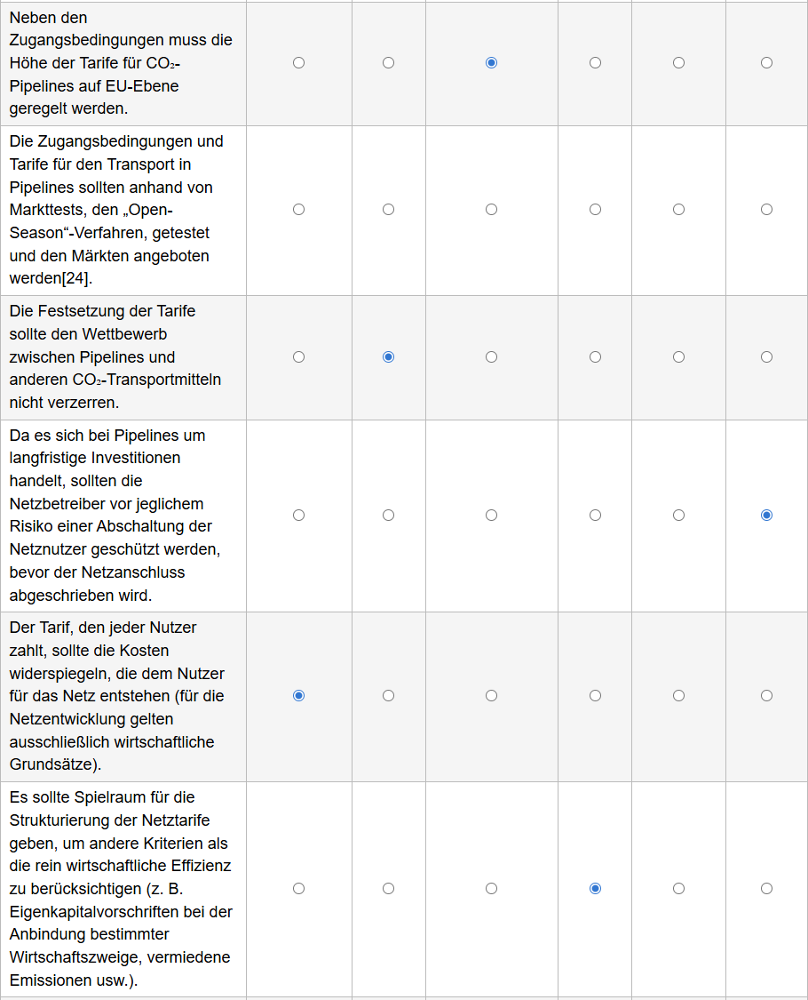 Neben den
Zugangsbedingungen muss die
Höhe der Tarife für CO₂-
Pipelines auf EU-Ebene
geregelt werden.
Die Zugangsbedingungen und
Tarife für den Transport in
Pipelines sollten anhand von
Markttests, den „Open-
Season“-Verfahren, getestet
und den Märkten angeboten
werden[24].
Die Festsetzung der Tarife
sollte den Wettbewerb
zwischen Pipelines und
anderen CO₂-Transportmitteln
nicht verzerren.
Da es sich bei Pipelines um
langfristige Investitionen
handelt, sollten die
Netzbetreiber vor jeglichem
Risiko einer Abschaltung der
Netznutzer geschützt werden,
bevor der Netzanschluss
abgeschrieben wird.
Der Tarif, den jeder Nutzer
zahlt, sollte die Kosten
widerspiegeln, die dem Nutzer
für das Netz entstehen (für die
Netzentwicklung gelten
ausschließlich wirtschaftliche
Grundsätze).
Es sollte Spielraum für die
Strukturierung der Netztarife
geben, um andere Kriterien als
die rein wirtschaftliche Effizienz
zu berücksichtigen (z. B.
Eigenkapitalvorschriften bei der
Anbindung bestimmter
Wirtschaftszweige, vermiedene
Emissionen usw.).